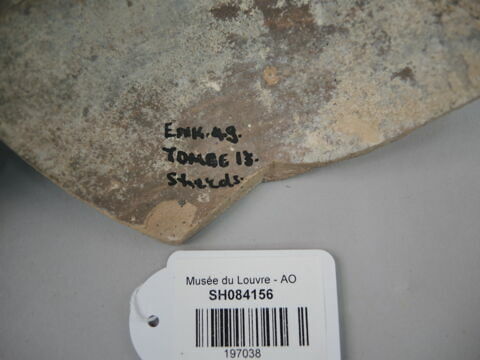 ENK.49.
TOMBE 13.
Sherds.
Musée du Louvre - AO
SH084156
197038